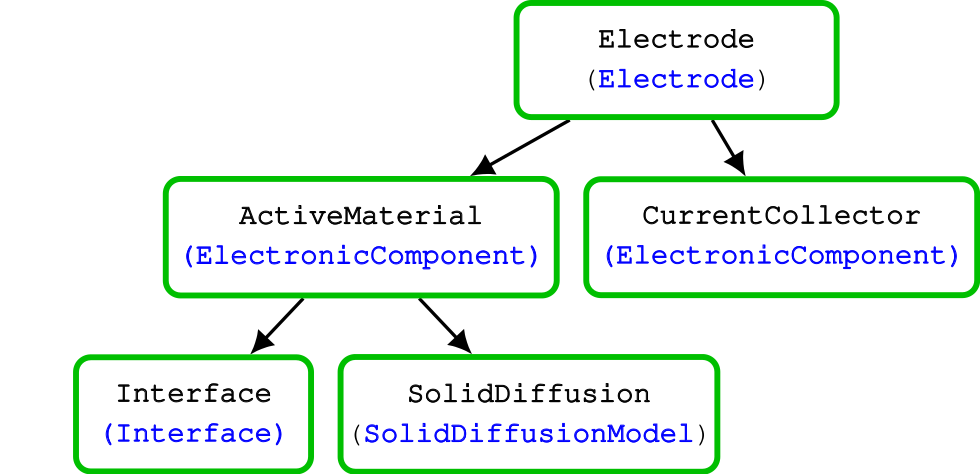 Electrode
(Electrode)
ActiveMaterial
(ElectronicComponent)
CurrentCollector
(ElectronicComponent)
Interface
(Interface)
SolidDiffusion
(SolidDiffusionModel)